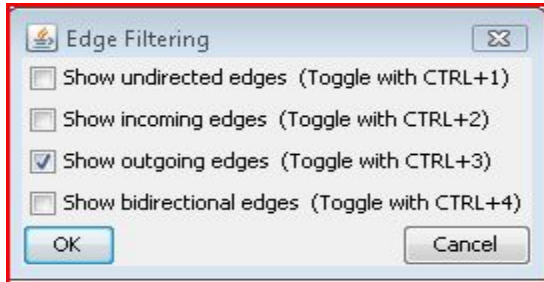 Edge Filtering
Show undirected edges (Toggle with CTRL+1)
Show incoming edges (Toggle with CTRL+2)
Show outgoing edges (Toggle with CTRL+3)
Show bidirectional edges (Toggle with CTRL+4)
OK Cancel